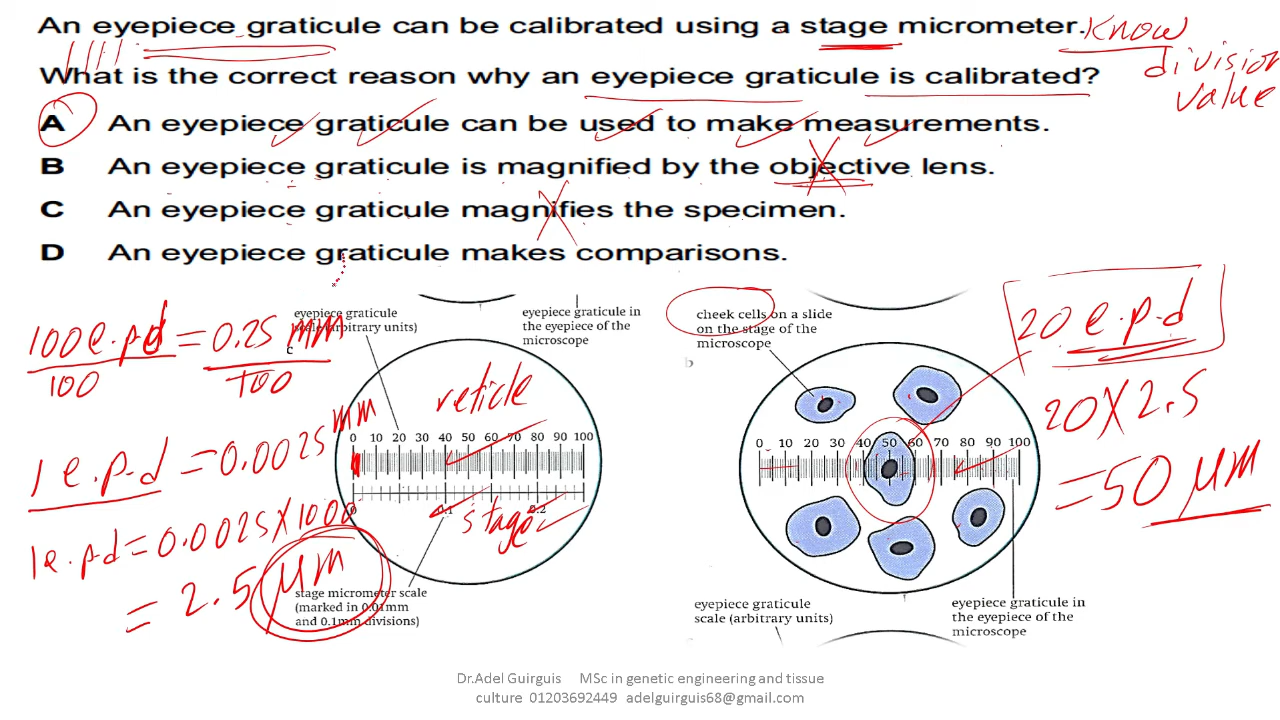 An eyepiece graticule can be calibrated using a stage micrometer. Know
What is the correct reason why an eyepiece graticule is calibrated? division
value
A An eyepiece graticule can be used to make measurements.
B An eyepiece graticule is magnified by the objective lens.
C An eyepiece graticule magnifies the specimen.
D An eyepiece graticule makes comparisons.
100 e.p.d = 0.25 mm
100 100
1 e.p.d = 0.0025 mm
1 e.p.d = 0.0025 X 1000
= 2.5 μm
eyepiece graticule
scale (arbitrary units)
eyepiece graticule in
the eyepiece of the
microscope
reticle
0 10 20 30 40 50 60 70 80 90 100
0 0.1 0.2
stage
stage micrometer scale
(marked in 0.01mm
and 0.1mm divisions)
cheek cells on a slide
on the stage of the
microscope
b
0 10 20 30 40 50 60 70 80 90 100
eyepiece graticule
scale (arbitrary units)
eyepiece graticule in
the eyepiece of the
microscope
20 e.p.d
20 X 2.5
= 50 μm
Dr.Adel Guirguis MSc in genetic engineering and tissue
culture 01203692449 adelguirguis68@gmail.com